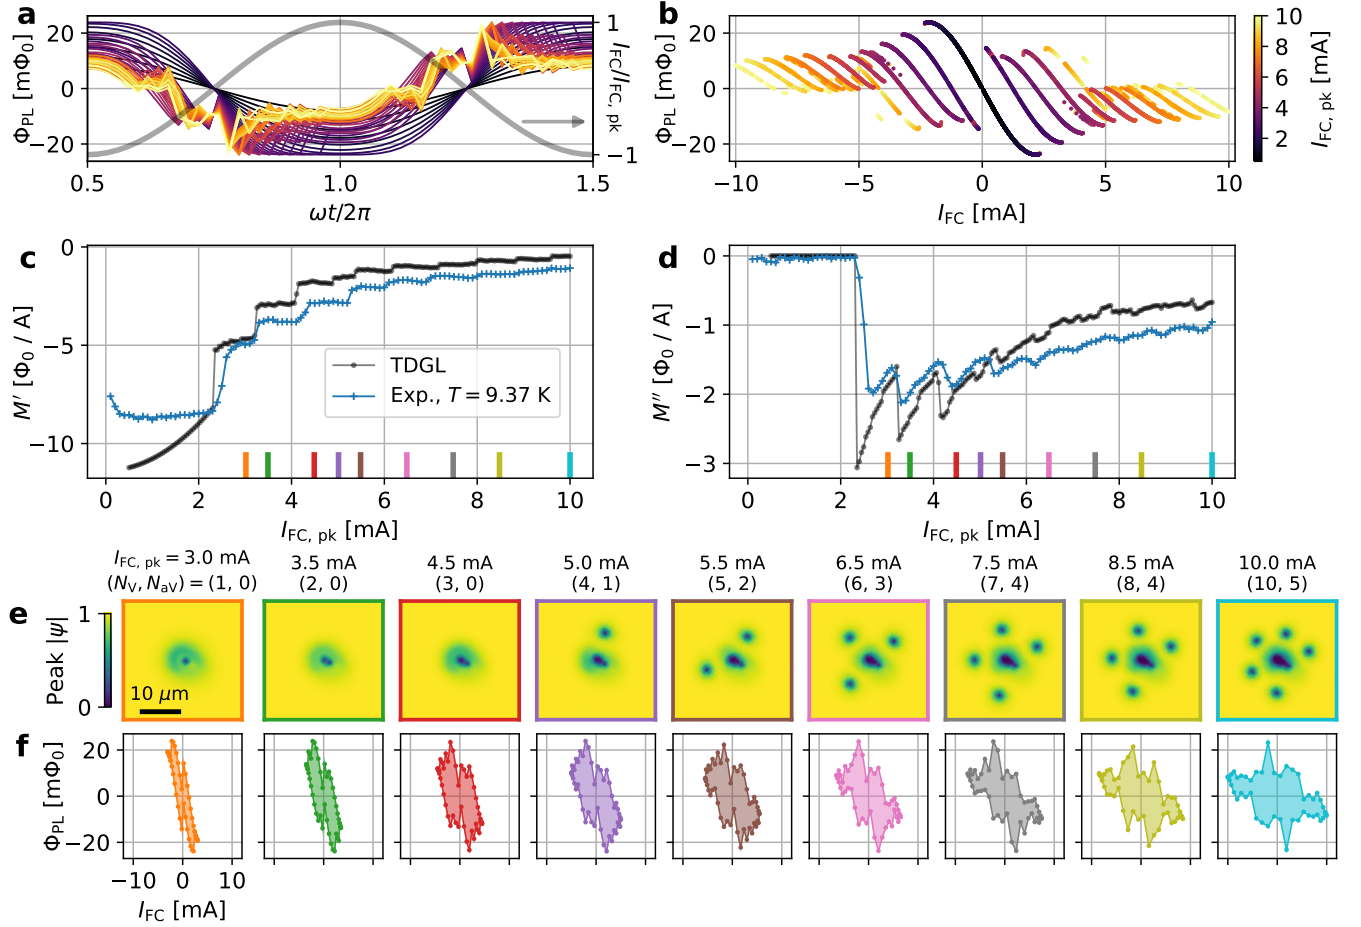 a
Φ_PL [mΦ₀]
20
0
−20
0.5
1.0
1.5
ωt/2π
1
−1
I_FC/I_FC, pk
b
Φ_PL [mΦ₀]
20
0
−20
−10
−5
0
5
10
I_FC [mA]
10
8
6
4
2
I_FC, pk [mA]
c
M′ [Φ₀ / A]
0
−5
−10
0
2
4
6
8
10
I_FC, pk [mA]
TDGL
Exp., T = 9.37 K
d
M″ [Φ₀ / A]
0
−1
−2
−3
0
2
4
6
8
10
I_FC, pk [mA]
I_FC, pk = 3.0 mA
(N_V, N_aV) = (1, 0)
3.5 mA
(2, 0)
4.5 mA
(3, 0)
5.0 mA
(4, 1)
5.5 mA
(5, 2)
6.5 mA
(6, 3)
7.5 mA
(7, 4)
8.5 mA
(8, 4)
10.0 mA
(10, 5)
e
Peak |ψ|
1
0
10 μm
f
Φ_PL [mΦ₀]
20
0
−20
−10
0
10
I_FC [mA]